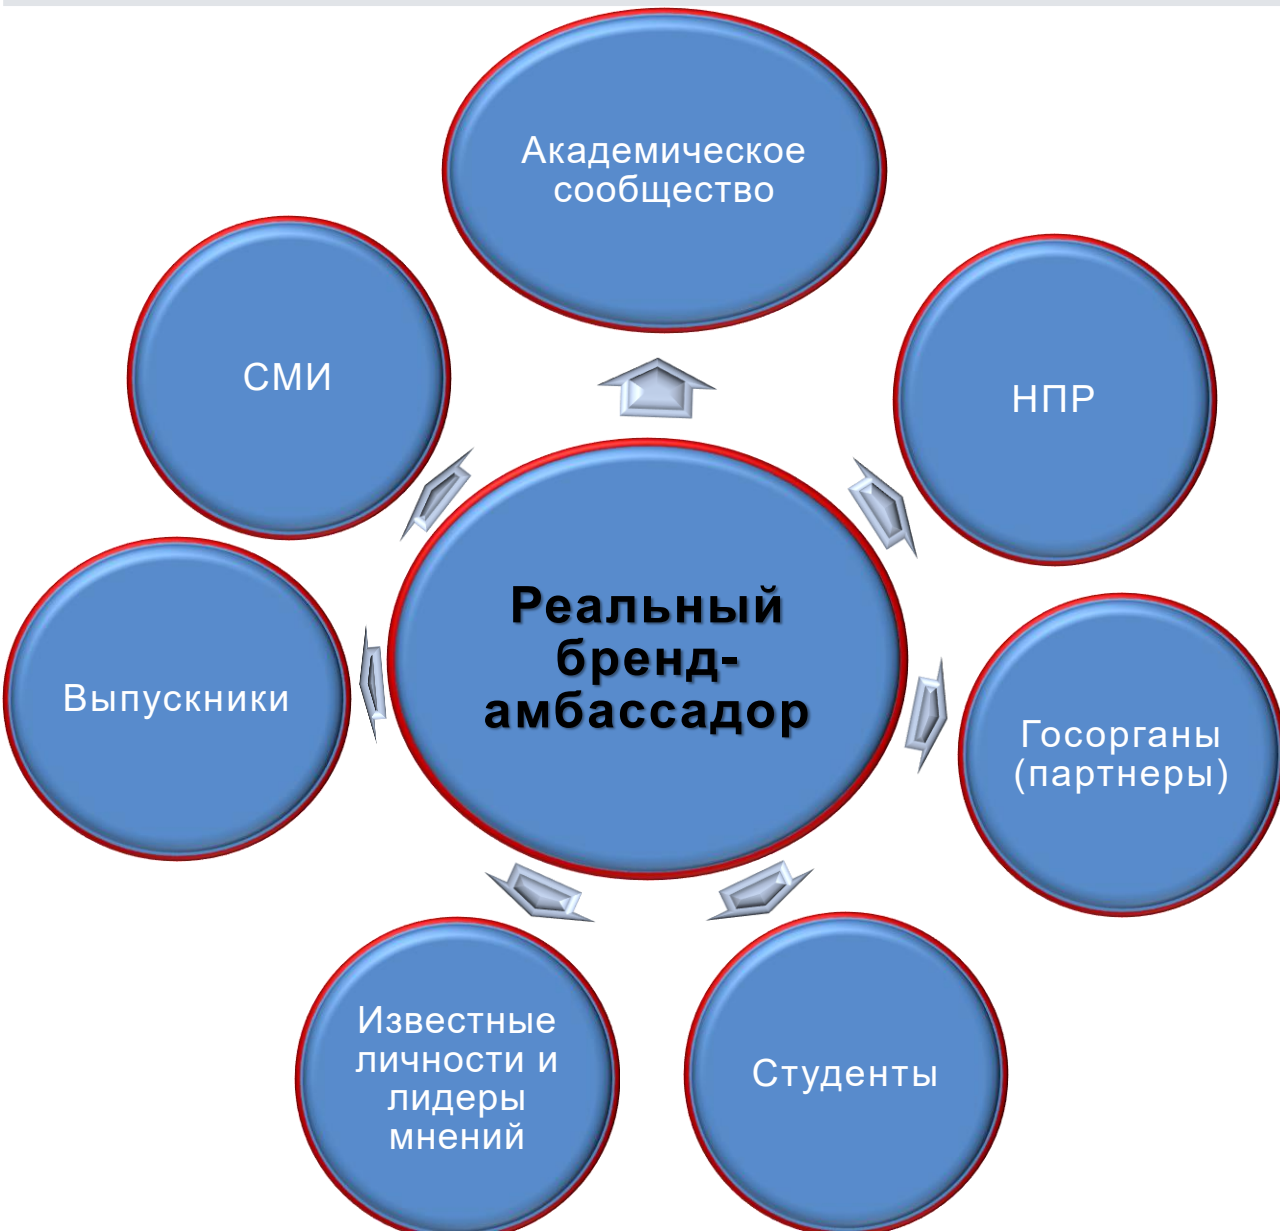 Академическое
сообщество
НПР
Госорганы
(партнеры)
Студенты
Известные
личности и
лидеры
мнений
Выпускники
СМИ
Реальный
бренд-
амбассадор